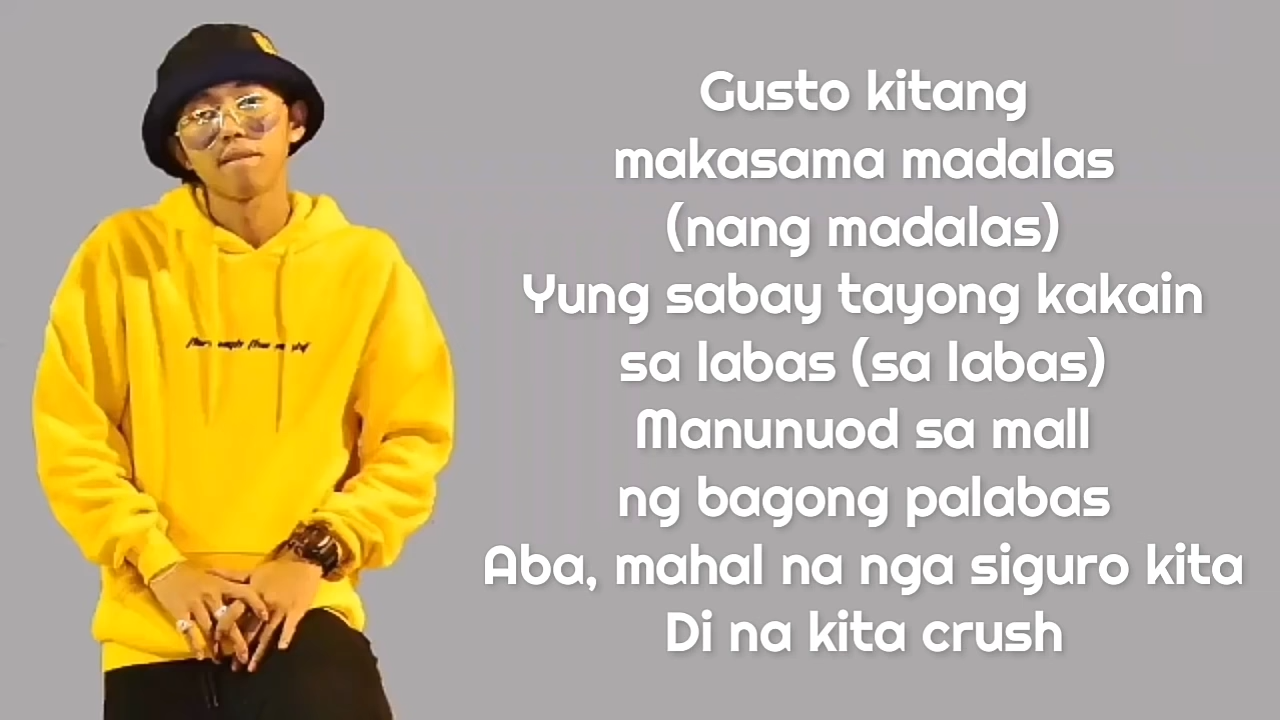 Gusto kitang
makasama madalas
(nang madalas)
Yung sabay tayong kakain
sa labas (sa labas)
Manunuod sa mall
ng bagong palabas
Aba, mahal na nga siguro kita
Di na kita crush